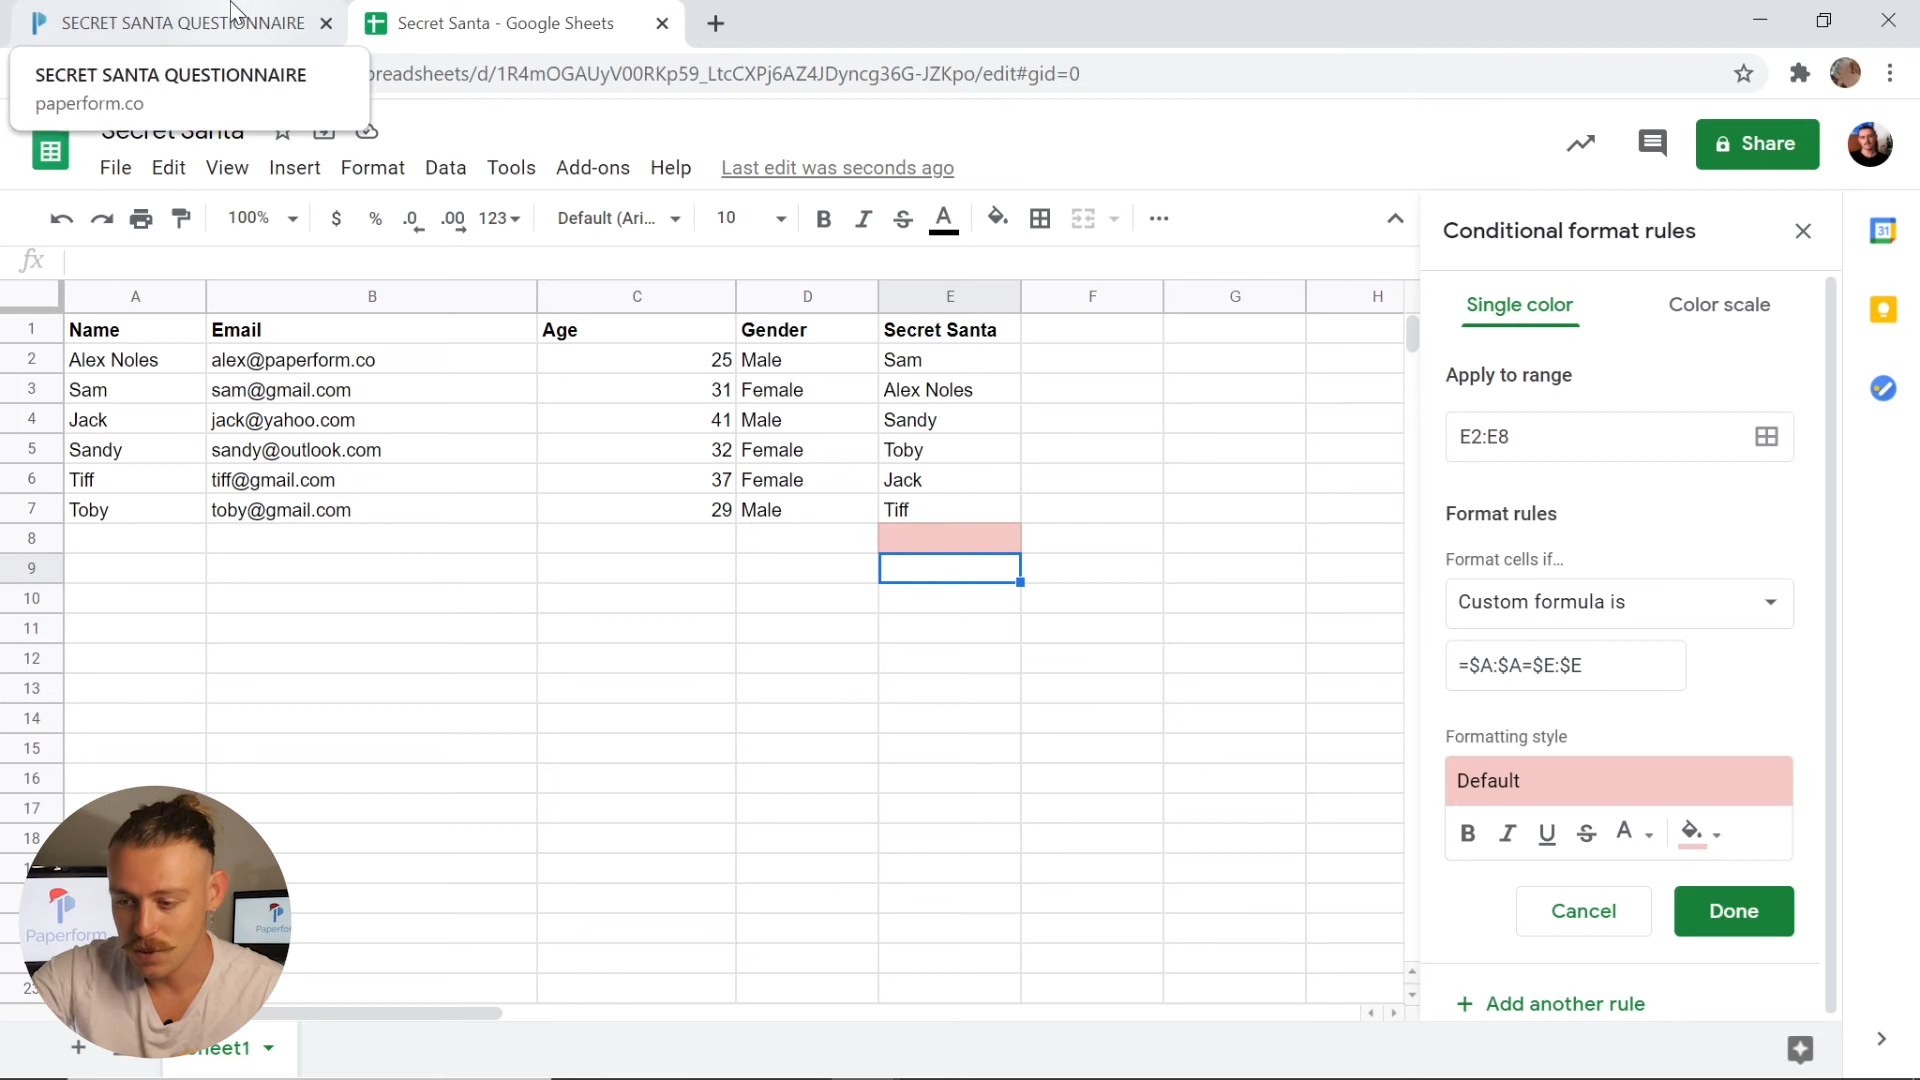 SECRET SANTA QUESTIONNAIRE
Secret Santa - Google Sheets
SECRET SANTA QUESTIONNAIRE
paperform.co
readsheets/d/1R4mOGAUyV00RKp59_LtcCXPj6AZ4JDyncg36G-JZKpo/edit#gid=0
Secret Santa
File Edit View Insert Format Data Tools Add-ons Help Last edit was seconds ago
Share
100% $ % .0 .00 123 Default (Ari... 10 B I S A
fx
Conditional format rules
A B C D E F G H
1 Name Email Age Gender Secret Santa
2 Alex Noles alex@paperform.co 25 Male Sam
3 Sam sam@gmail.com 31 Female Alex Noles
4 Jack jack@yahoo.com 41 Male Sandy
5 Sandy sandy@outlook.com 32 Female Toby
6 Tiff tiff@gmail.com 37 Female Jack
7 Toby toby@gmail.com 29 Male Tiff
8
9
10
11
12
13
14
15
16
17
18
Single color Color scale
Apply to range
E2:E8
Format rules
Format cells if...
Custom formula is
=$A:$A=$E:$E
Formatting style
Default
B I U S A
Cancel Done
+ Add another rule
31
Paperform
Paperfor
+ heet1